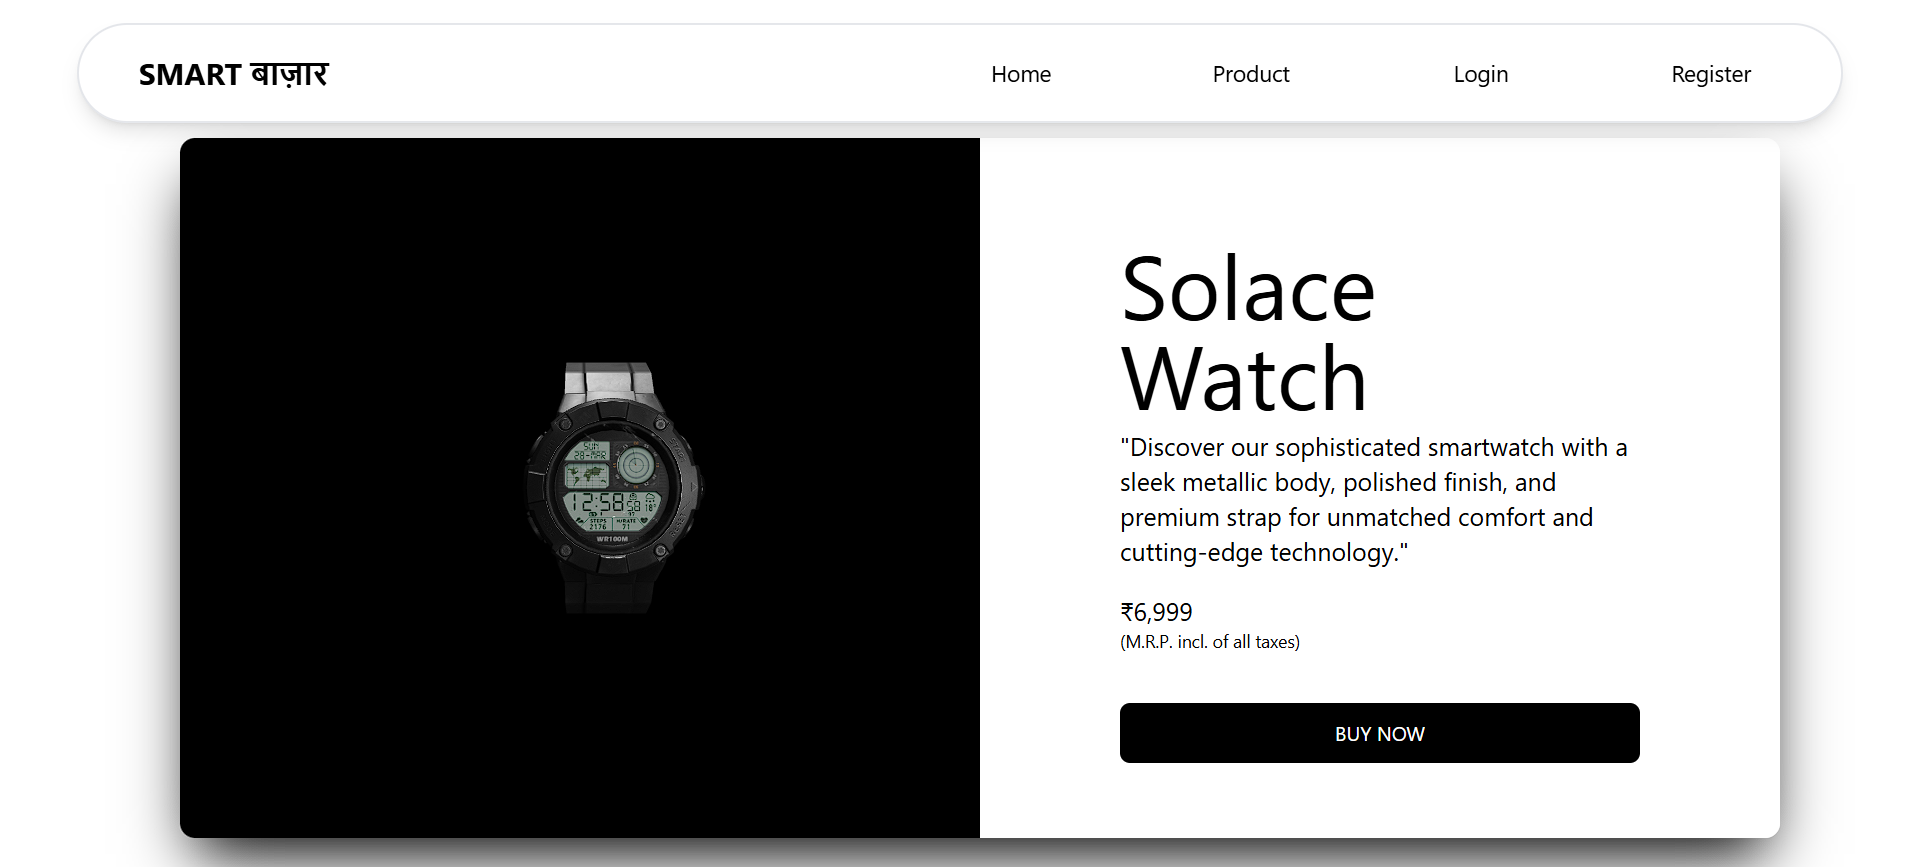 SMART बाज़ार
Home
Product
Login
Register
SUN
28-MAR
12:58 58
18°
STEPS
2176
H/RATE
71
WR100M
Solace
Watch
"Discover our sophisticated smartwatch with a
sleek metallic body, polished finish, and
premium strap for unmatched comfort and
cutting-edge technology."
₹6,999
(M.R.P. incl. of all taxes)
BUY NOW